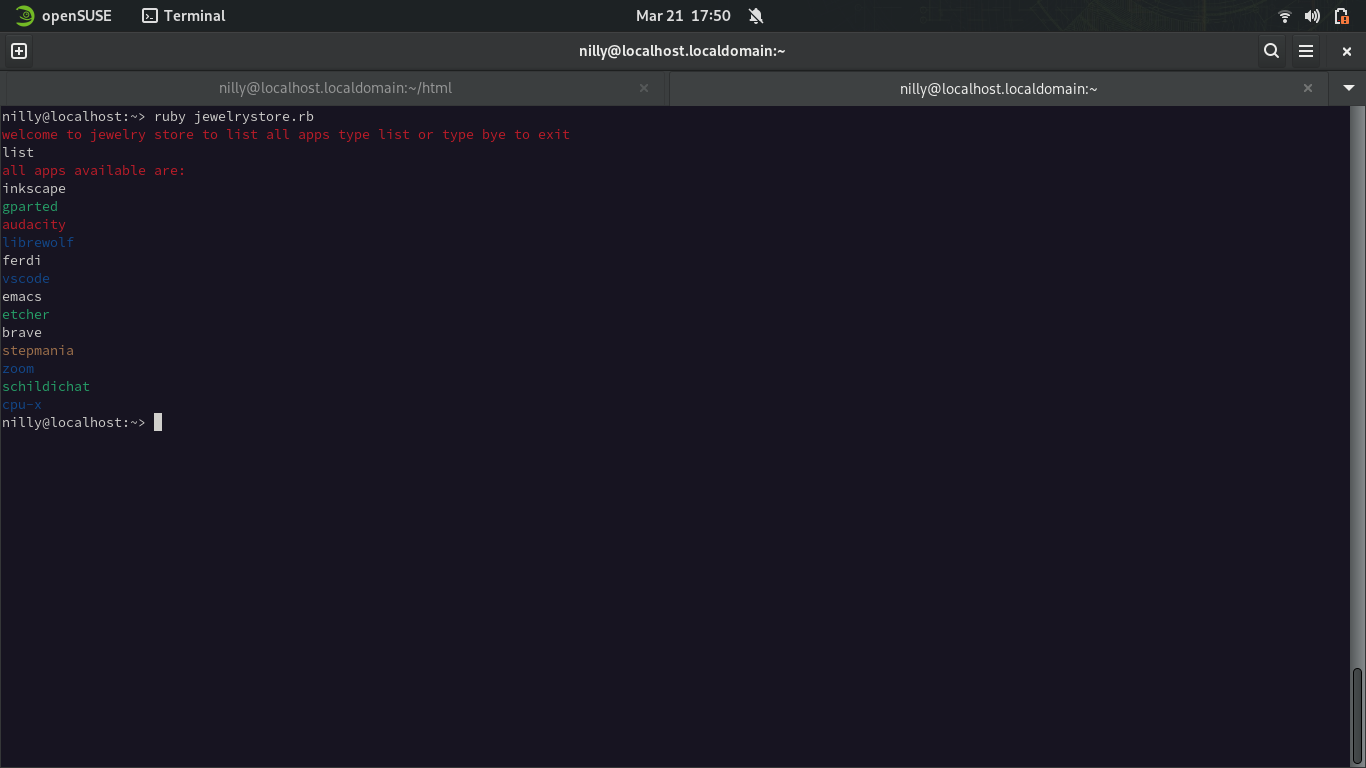 openSUSE Terminal Mar 21 17:50
nilly@localhost.localdomain:~
nilly@localhost.localdomain:~/html nilly@localhost.localdomain:~
nilly@localhost:~> ruby jewelrystore.rb
welcome to jewelry store to list all apps type list or type bye to exit
list
all apps available are:
inkscape
gparted
audacity
librewolf
ferdi
vscode
emacs
etcher
brave
stepmania
zoom
schildichat
cpu-x
nilly@localhost:~>